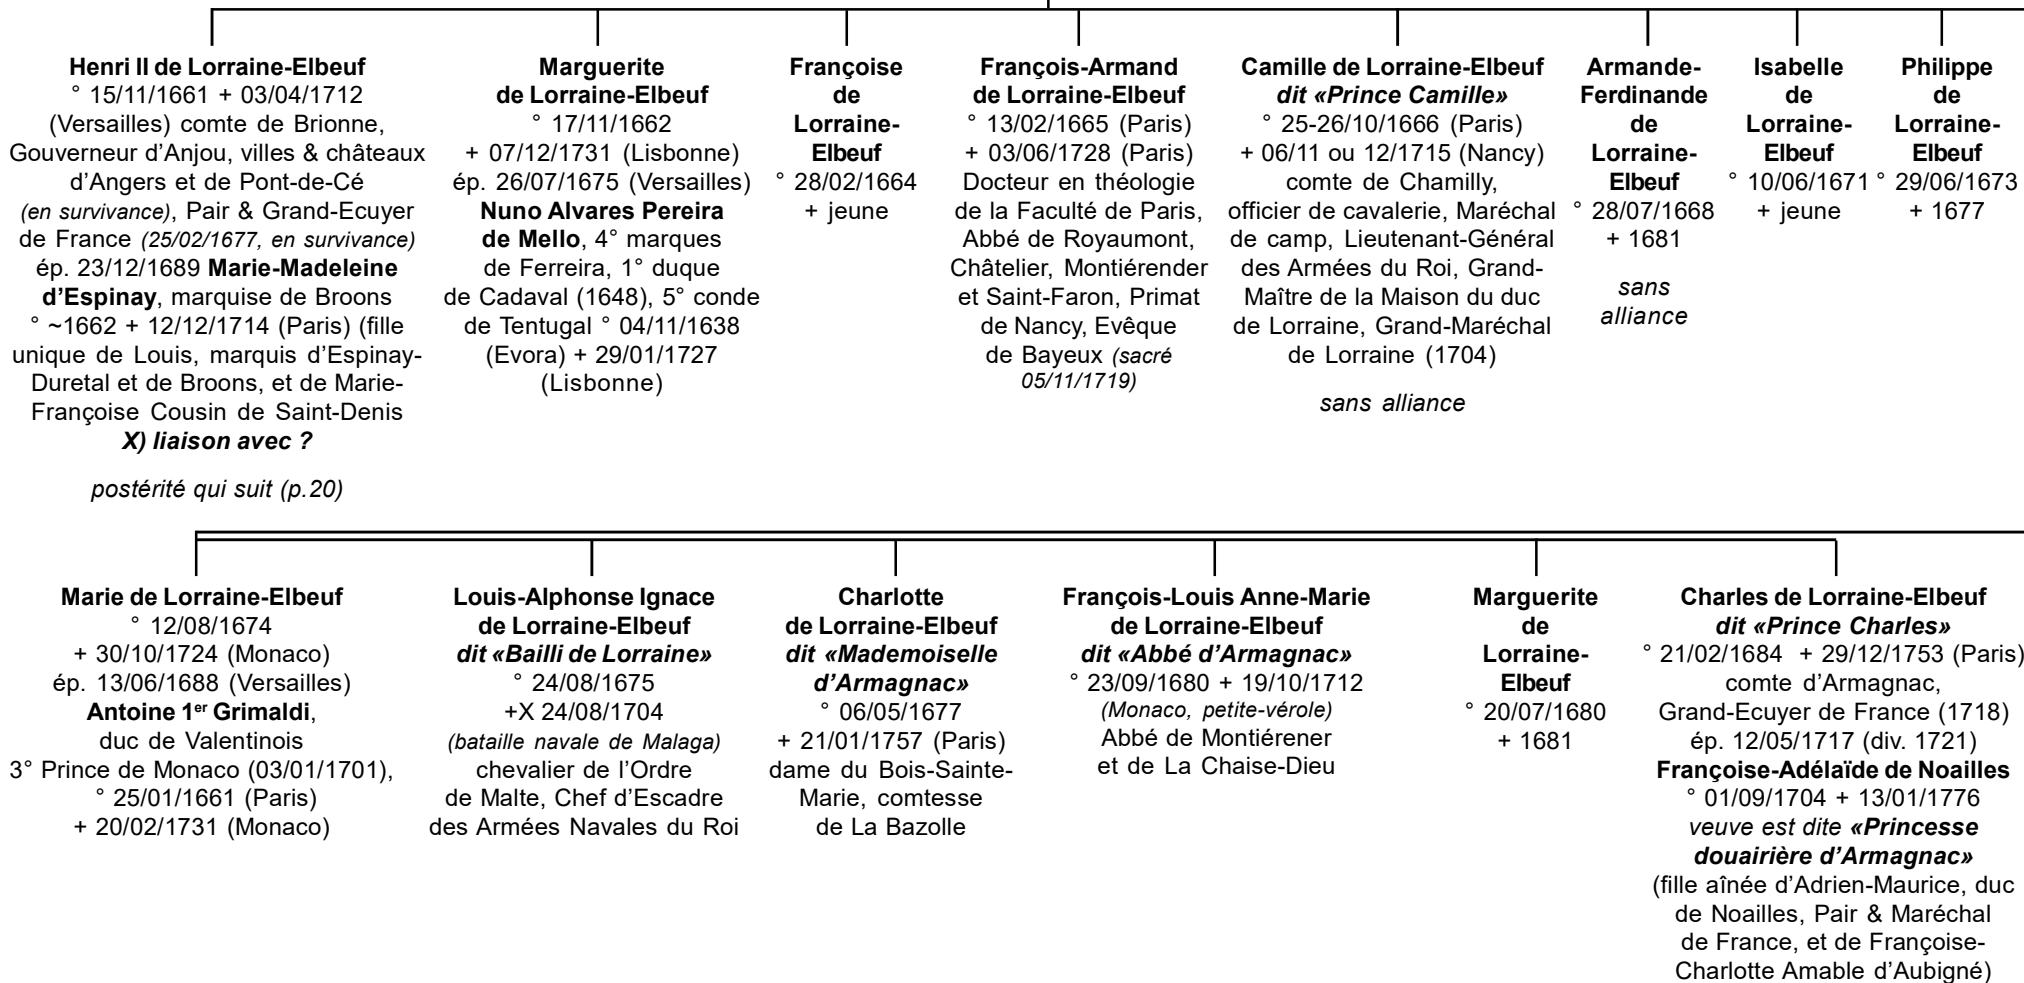 Henri II de Lorraine-Elbeuf
° 15/11/1661 + 03/04/1712
(Versailles) comte de Brionne,
Gouverneur d’Anjou, villes & châteaux
d’Angers et de Pont-de-Cé
(en survivance), Pair & Grand-Ecuyer
de France (25/02/1677, en survivance)
ép. 23/12/1689 Marie-Madeleine
d’Espinay, marquise de Broons
° ~1662 + 12/12/1714 (Paris) (fille
unique de Louis, marquis d’Espinay-
Duretal et de Broons, et de Marie-
Françoise Cousin de Saint-Denis
X) liaison avec ?
postérité qui suit (p.20)
Marguerite
de Lorraine-Elbeuf
° 17/11/1662
+ 07/12/1731 (Lisbonne)
ép. 26/07/1675 (Versailles)
Nuno Alvares Pereira
de Mello, 4° marques
de Ferreira, 1° duque
de Cadaval (1648), 5° conde
de Tentugal ° 04/11/1638
(Evora) + 29/01/1727
(Lisbonne)
Françoise
de
Lorraine-
Elbeuf
° 28/02/1664
+ jeune
François-Armand
de Lorraine-Elbeuf
° 13/02/1665 (Paris)
+ 03/06/1728 (Paris)
Docteur en théologie
de la Faculté de Paris,
Abbé de Royaumont,
Châtelier, Montiérender
et Saint-Faron, Primat
de Nancy, Evêque
de Bayeux (sacré
05/11/1719)
Camille de Lorraine-Elbeuf
dit «Prince Camille»
° 25-26/10/1666 (Paris)
+ 06/11 ou 12/1715 (Nancy)
comte de Chamilly,
officier de cavalerie, Maréchal
de camp, Lieutenant-Général
des Armées du Roi, Grand-
Maître de la Maison du duc
de Lorraine, Grand-Maréchal
de Lorraine (1704)
sans alliance
Armande-
Ferdinande
de
Lorraine-
Elbeuf
° 28/07/1668
+ 1681
sans
alliance
Isabelle
de
Lorraine-
Elbeuf
° 10/06/1671
+ jeune
Philippe
de
Lorraine-
Elbeuf
° 29/06/1673
+ 1677
Marie de Lorraine-Elbeuf
° 12/08/1674
+ 30/10/1724 (Monaco)
ép. 13/06/1688 (Versailles)
Antoine 1er Grimaldi,
duc de Valentinois
3° Prince de Monaco (03/01/1701),
° 25/01/1661 (Paris)
+ 20/02/1731 (Monaco)
Louis-Alphonse Ignace
de Lorraine-Elbeuf
dit «Bailli de Lorraine»
° 24/08/1675
+X 24/08/1704
(bataille navale de Malaga)
chevalier de l’Ordre
de Malte, Chef d’Escadre
des Armées Navales du Roi
Charlotte
de Lorraine-Elbeuf
dit «Mademoiselle
d’Armagnac»
° 06/05/1677
+ 21/01/1757 (Paris)
dame du Bois-Sainte-
Marie, comtesse
de La Bazolle
François-Louis Anne-Marie
de Lorraine-Elbeuf
dit «Abbé d’Armagnac»
° 23/09/1680 + 19/10/1712
(Monaco, petite-vérole)
Abbé de Montiérener
et de La Chaise-Dieu
Marguerite
de
Lorraine-
Elbeuf
° 20/07/1680
+ 1681
Charles de Lorraine-Elbeuf
dit «Prince Charles»
° 21/02/1684 + 29/12/1753 (Paris)
comte d’Armagnac,
Grand-Ecuyer de France (1718)
ép. 12/05/1717 (div. 1721)
Françoise-Adélaïde de Noailles
° 01/09/1704 + 13/01/1776
veuve est dite «Princesse
douairière d’Armagnac»
(fille aînée d’Adrien-Maurice, duc
de Noailles, Pair & Maréchal
de France, et de Françoise-
Charlotte Amable d’Aubigné)